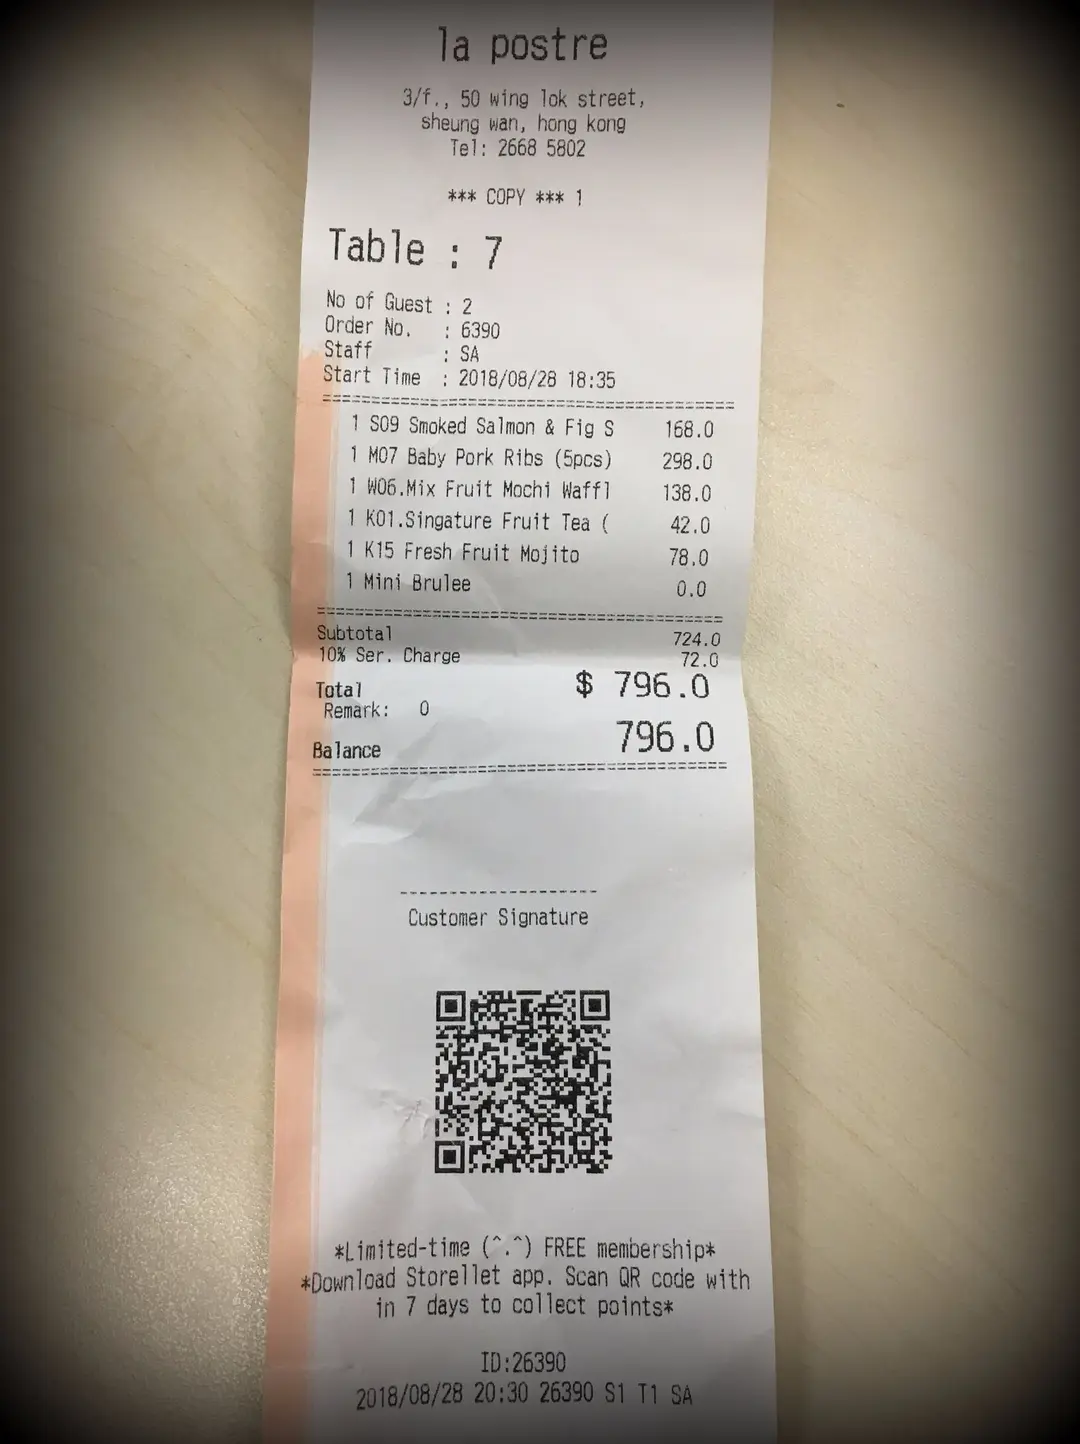 la postre
3/f., 50 wing lok street,
sheung wan, hong kong
Tel: 2668 5802
*** COPY *** 1
Table : 7
No of Guest : 2
Order No. : 6390
Staff : SA
Start Time : 2018/08/28 18:35
1 S09 Smoked Salmon & Fig S 168.0
1 M07 Baby Pork Ribs (5pcs) 298.0
1 W06.Mix Fruit Mochi Waffl 138.0
1 K01.Singature Fruit Tea ( 42.0
1 K15 Fresh Fruit Mojito 78.0
1 Mini Brulee 0.0
Subtotal 724.0
10% Ser. Charge 72.0
Total $ 796.0
Remark: 0
Balance 796.0
Customer Signature
*Limited-time (^.^) FREE membership*
*Download Storellet app. Scan QR code with
in 7 days to collect points*
ID:26390
2018/08/28 20:30 26390 S1 T1 SA